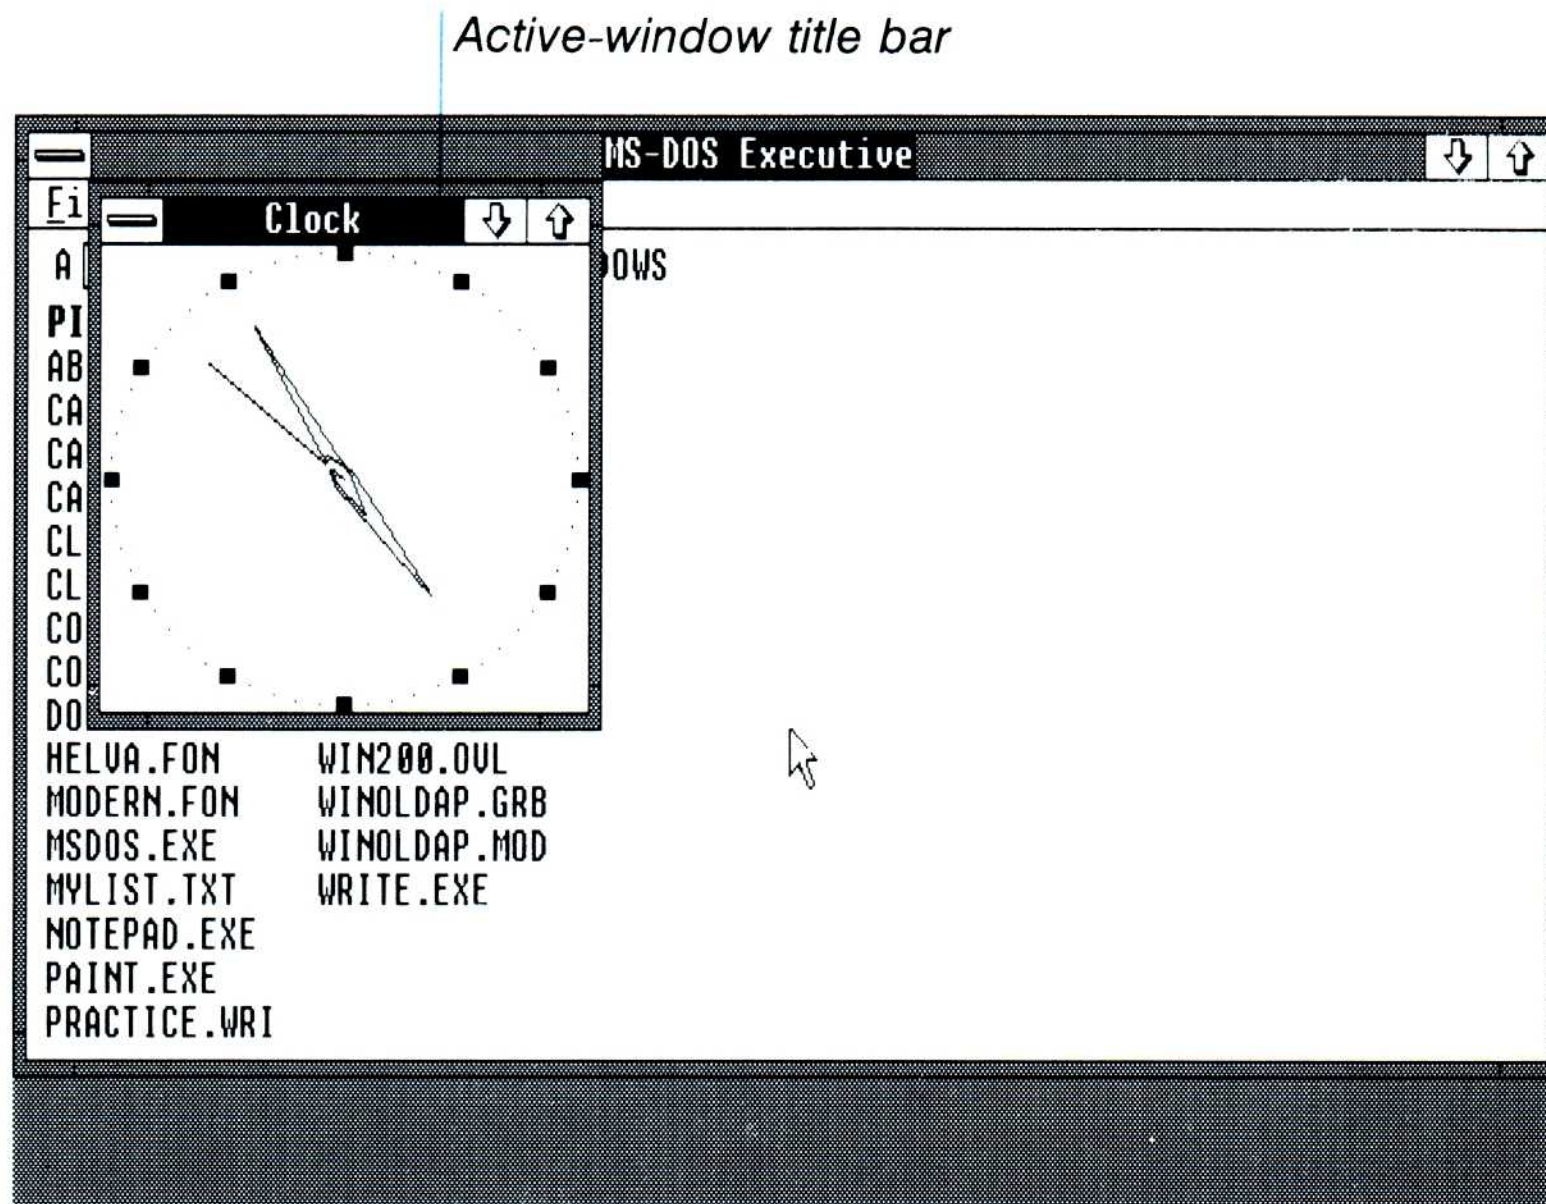 Active-window title bar
MS-DOS Executive
Fi
Clock
A
OWS
PI
AB
CA
CA
CA
CL
CL
CO
CO
DO
HELVA.FON WIN200.OVL
MODERN.FON WINOLDAP.GRB
MSDOS.EXE WINOLDAP.MOD
MYLIST.TXT WRITE.EXE
NOTEPAD.EXE
PAINT.EXE
PRACTICE.WRI